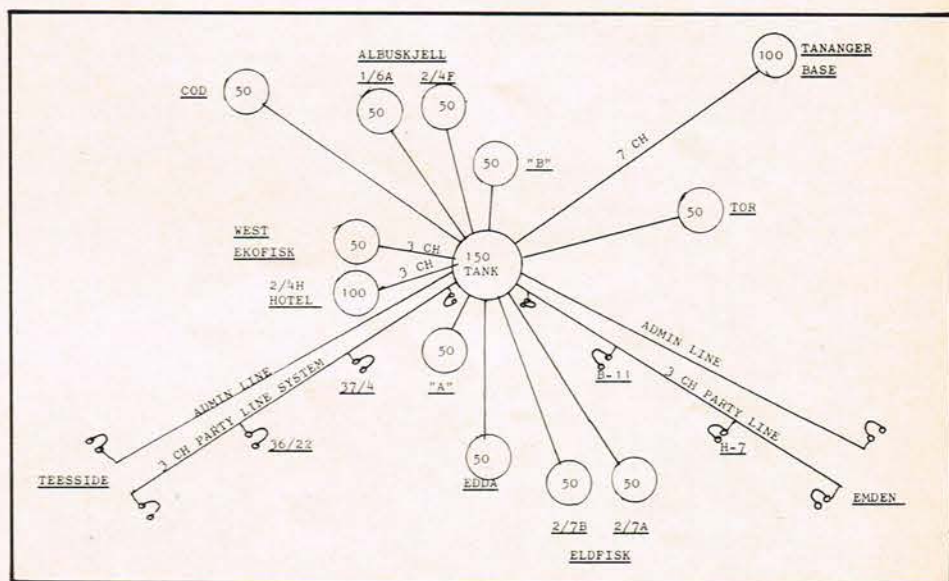 ALBUSKJELL
1/6A 2/4F
50
50
COD
50
100
TANANGER
BASE
7 CH
50
"B"
50
TOR
WEST
EKOFISK
50
3 CH
150
TANK
2/4H
HOTEL
100
3 CH
50
"A"
37/4
36/22
ADMIN LINE
3 CH PARTY LINE SYSTEM
TEESSIDE
50
EDDA
50
50
2/7B 2/7A
ELDFISK
B-11
H-7
ADMIN LINE
3 CH PARTY LINE
EMDEN